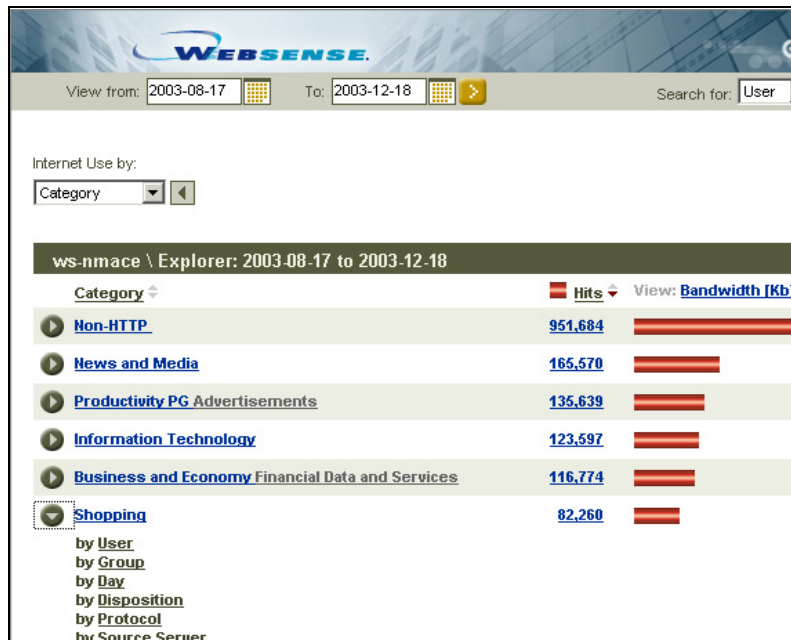 WEBSENSE.
View from: 2003-08-17 To: 2003-12-18 Search for: User
Internet Use by:
Category
ws-nmace \ Explorer: 2003-08-17 to 2003-12-18
Category Hits View: Bandwidth [Kb]
Non-HTTP 951,684
News and Media 165,570
Productivity PG Advertisements 135,639
Information Technology 123,597
Business and Economy Financial Data and Services 116,774
Shopping 82,260
by User
by Group
by Day
by Disposition
by Protocol
by Source Server